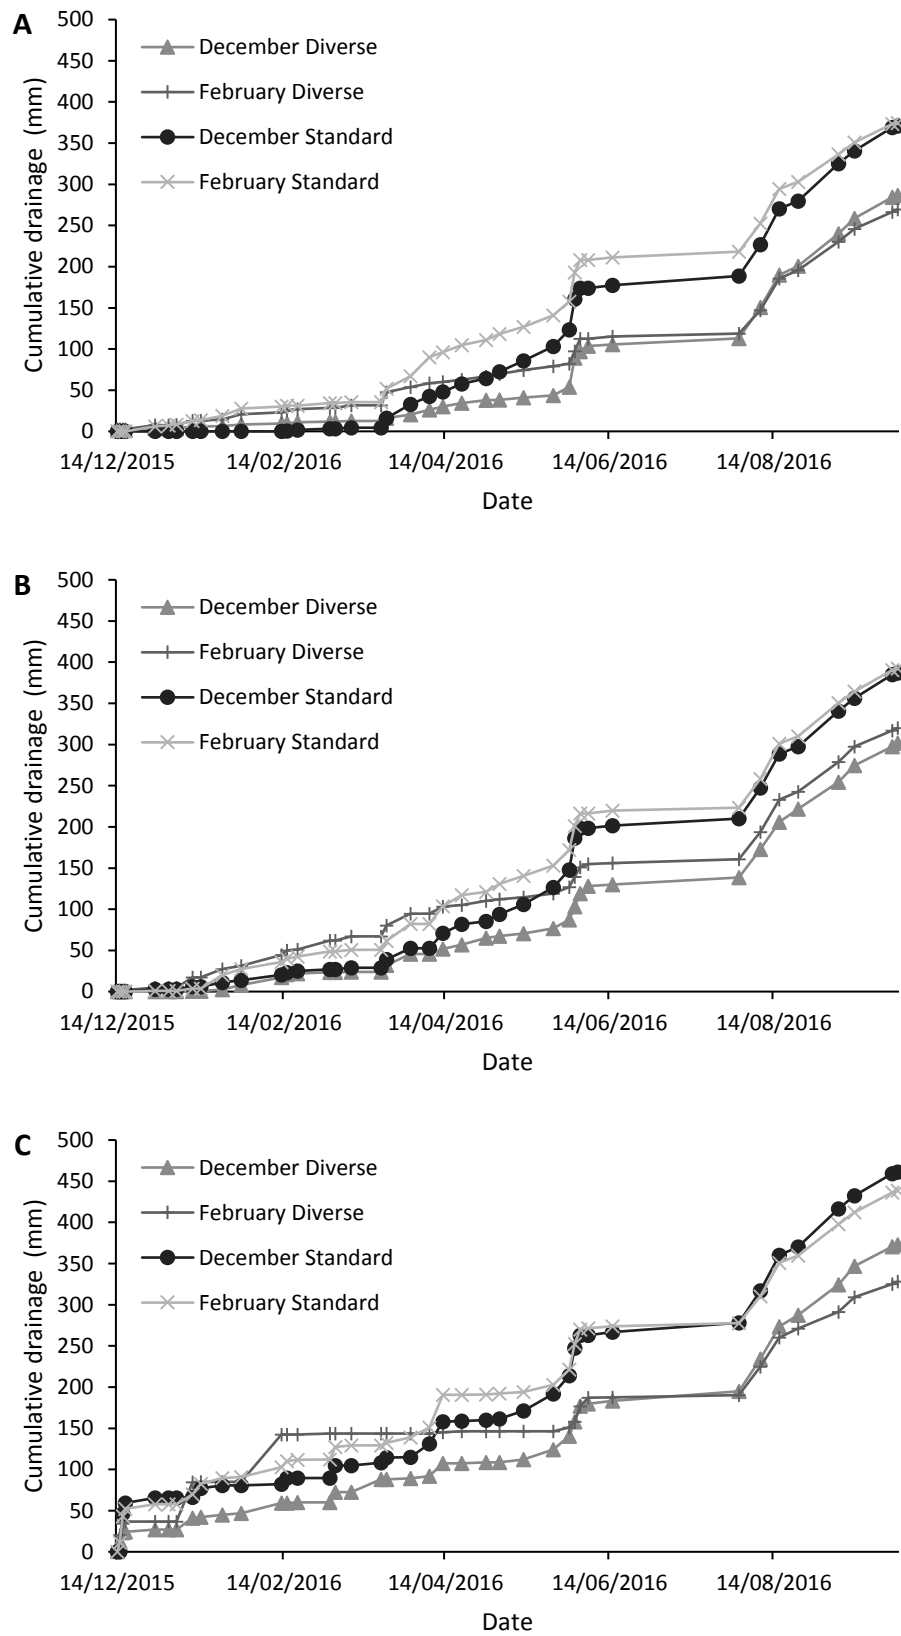 A
500
450
400
350
300
250
200
150
100
50
0
Cumulative drainage (mm)
December Diverse
February Diverse
December Standard
February Standard
14/12/2015 14/02/2016 14/04/2016 14/06/2016 14/08/2016
Date
B
500
450
400
350
300
250
200
150
100
50
0
Cumulative drainage (mm)
December Diverse
February Diverse
December Standard
February Standard
14/12/2015 14/02/2016 14/04/2016 14/06/2016 14/08/2016
Date
C
500
450
400
350
300
250
200
150
100
50
0
Cumulative drainage (mm)
December Diverse
February Diverse
December Standard
February Standard
14/12/2015 14/02/2016 14/04/2016 14/06/2016 14/08/2016
Date